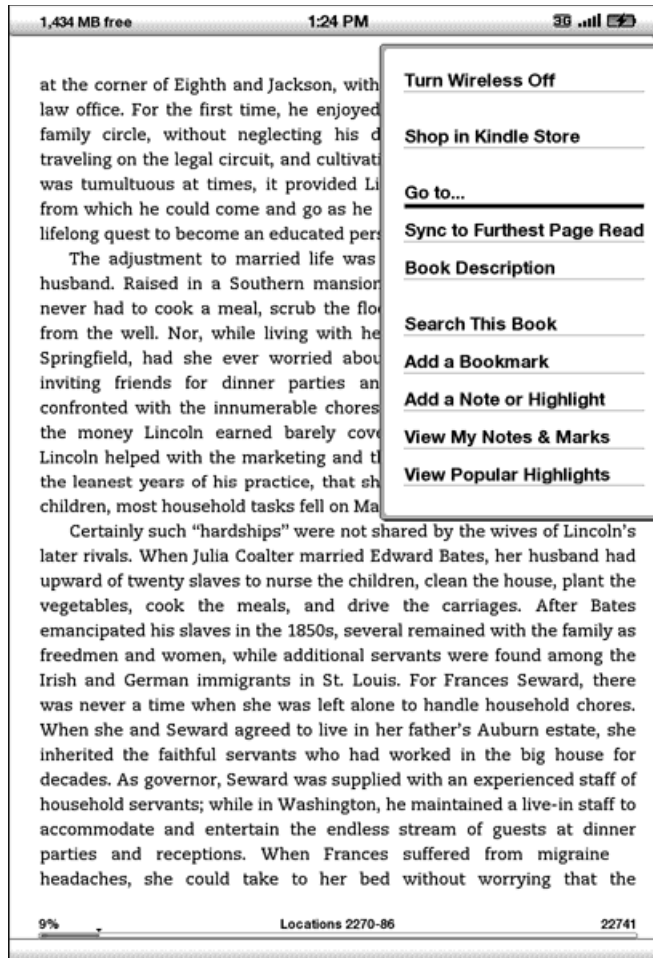 1,434 MB free 1:24 PM 3G
at the corner of Eighth and Jackson, with
law office. For the first time, he enjoyed
family circle, without neglecting his d
traveling on the legal circuit, and cultivati
was tumultuous at times, it provided Li
from which he could come and go as he
lifelong quest to become an educated pers
The adjustment to married life was
husband. Raised in a Southern mansion
never had to cook a meal, scrub the floo
from the well. Nor, while living with he
Springfield, had she ever worried abou
inviting friends for dinner parties an
confronted with the innumerable chores
the money Lincoln earned barely cove
Lincoln helped with the marketing and t
the leanest years of his practice, that sh
children, most household tasks fell on Ma
Turn Wireless Off
Shop in Kindle Store
Go to...
Sync to Furthest Page Read
Book Description
Search This Book
Add a Bookmark
Add a Note or Highlight
View My Notes & Marks
View Popular Highlights
Certainly such “hardships” were not shared by the wives of Lincoln’s
later rivals. When Julia Coalter married Edward Bates, her husband had
upward of twenty slaves to nurse the children, clean the house, plant the
vegetables, cook the meals, and drive the carriages. After Bates
emancipated his slaves in the 1850s, several remained with the family as
freedmen and women, while additional servants were found among the
Irish and German immigrants in St. Louis. For Frances Seward, there
was never a time when she was left alone to handle household chores.
When she and Seward agreed to live in her father’s Auburn estate, she
inherited the faithful servants who had worked in the big house for
decades. As governor, Seward was supplied with an experienced staff of
household servants; while in Washington, he maintained a live-in staff to
accommodate and entertain the endless stream of guests at dinner
parties and receptions. When Frances suffered from migraine
headaches, she could take to her bed without worrying that the
9% Locations 2270-86 22741